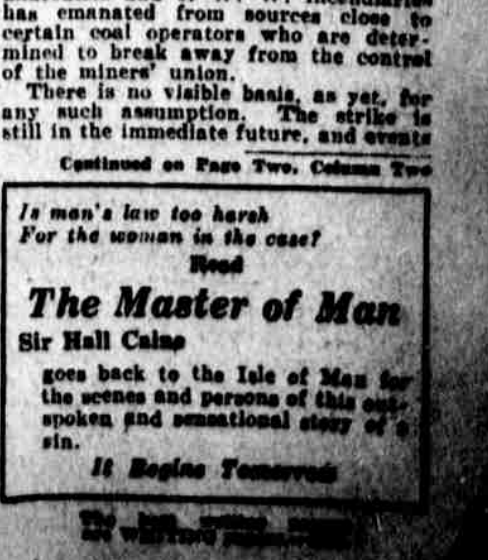 has emanated from sources close to
certain coal operators who are deter-
mined to break away from the control
of the miners' union.
There is no visible basis, as yet, for
any such assumption. The strike is
still in the immediate future, and events
Continued on Page Two, Column Two
Is man's law too harsh
For the woman in the case?
Read
The Master of Man
Sir Hall Caine
goes back to the Isle of Man for
the scenes and persons of this out-
spoken and sensational story of a
sin.
It Begins Tomorrow
The
are WRITING